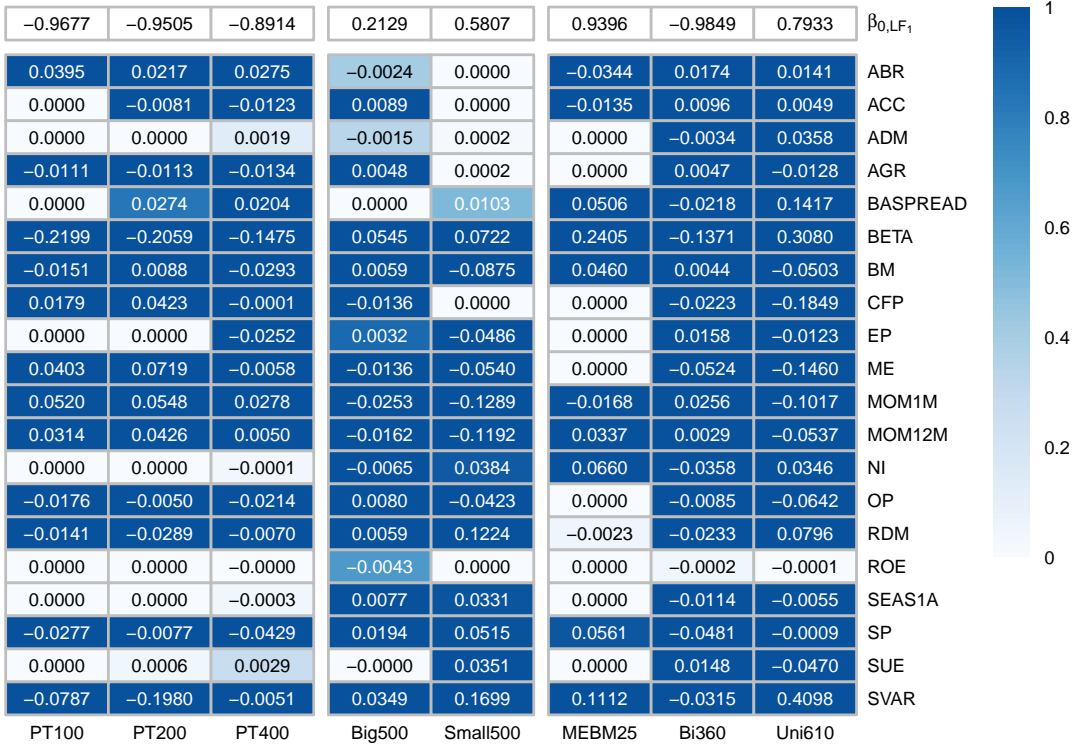 −0.9677 −0.9505 −0.8914 0.2129 0.5807 0.9396 −0.9849 0.7933 β0,LF1
ABR 0.0395 0.0217 0.0275 −0.0024 0.0000 −0.0344 0.0174 0.0141
ACC 0.0000 −0.0081 −0.0123 0.0089 0.0000 −0.0135 0.0096 0.0049
ADM 0.0000 0.0000 0.0019 −0.0015 0.0002 0.0000 −0.0034 0.0358
AGR −0.0111 −0.0113 −0.0134 0.0048 0.0002 0.0000 0.0047 −0.0128
BASPREAD 0.0000 0.0274 0.0204 0.0000 0.0103 0.0506 −0.0218 0.1417
BETA −0.2199 −0.2059 −0.1475 0.0545 0.0722 0.2405 −0.1371 0.3080
BM −0.0151 0.0088 −0.0293 0.0059 −0.0875 0.0460 0.0044 −0.0503
CFP 0.0179 0.0423 −0.0001 −0.0136 0.0000 0.0000 −0.0223 −0.1849
EP 0.0000 0.0000 −0.0252 0.0032 −0.0486 0.0000 0.0158 −0.0123
ME 0.0403 0.0719 −0.0058 −0.0136 −0.0540 0.0000 −0.0524 −0.1460
MOM1M 0.0520 0.0548 0.0278 −0.0253 −0.1289 −0.0168 0.0256 −0.1017
MOM12M 0.0314 0.0426 0.0050 −0.0162 −0.1192 0.0337 0.0029 −0.0537
NI 0.0000 0.0000 −0.0001 −0.0065 0.0384 0.0660 −0.0358 0.0346
OP −0.0176 −0.0050 −0.0214 0.0080 −0.0423 0.0000 −0.0085 −0.0642
RDM −0.0141 −0.0289 −0.0070 0.0059 0.1224 −0.0023 −0.0233 0.0796
ROE 0.0000 0.0000 −0.0000 −0.0043 0.0000 0.0000 −0.0002 −0.0001
SEAS1A 0.0000 0.0000 −0.0003 0.0077 0.0331 0.0000 −0.0114 −0.0055
SP −0.0277 −0.0077 −0.0429 0.0194 0.0515 0.0561 −0.0481 −0.0009
SUE 0.0000 0.0006 0.0029 −0.0000 0.0351 0.0000 0.0148 −0.0470
SVAR −0.0787 −0.1980 −0.0051 0.0349 0.1699 0.1112 −0.0315 0.4098
PT100 PT200 PT400 Big500 Small500 MEBM25 Bi360 Uni610
1
0.8
0.6
0.4
0.2
0